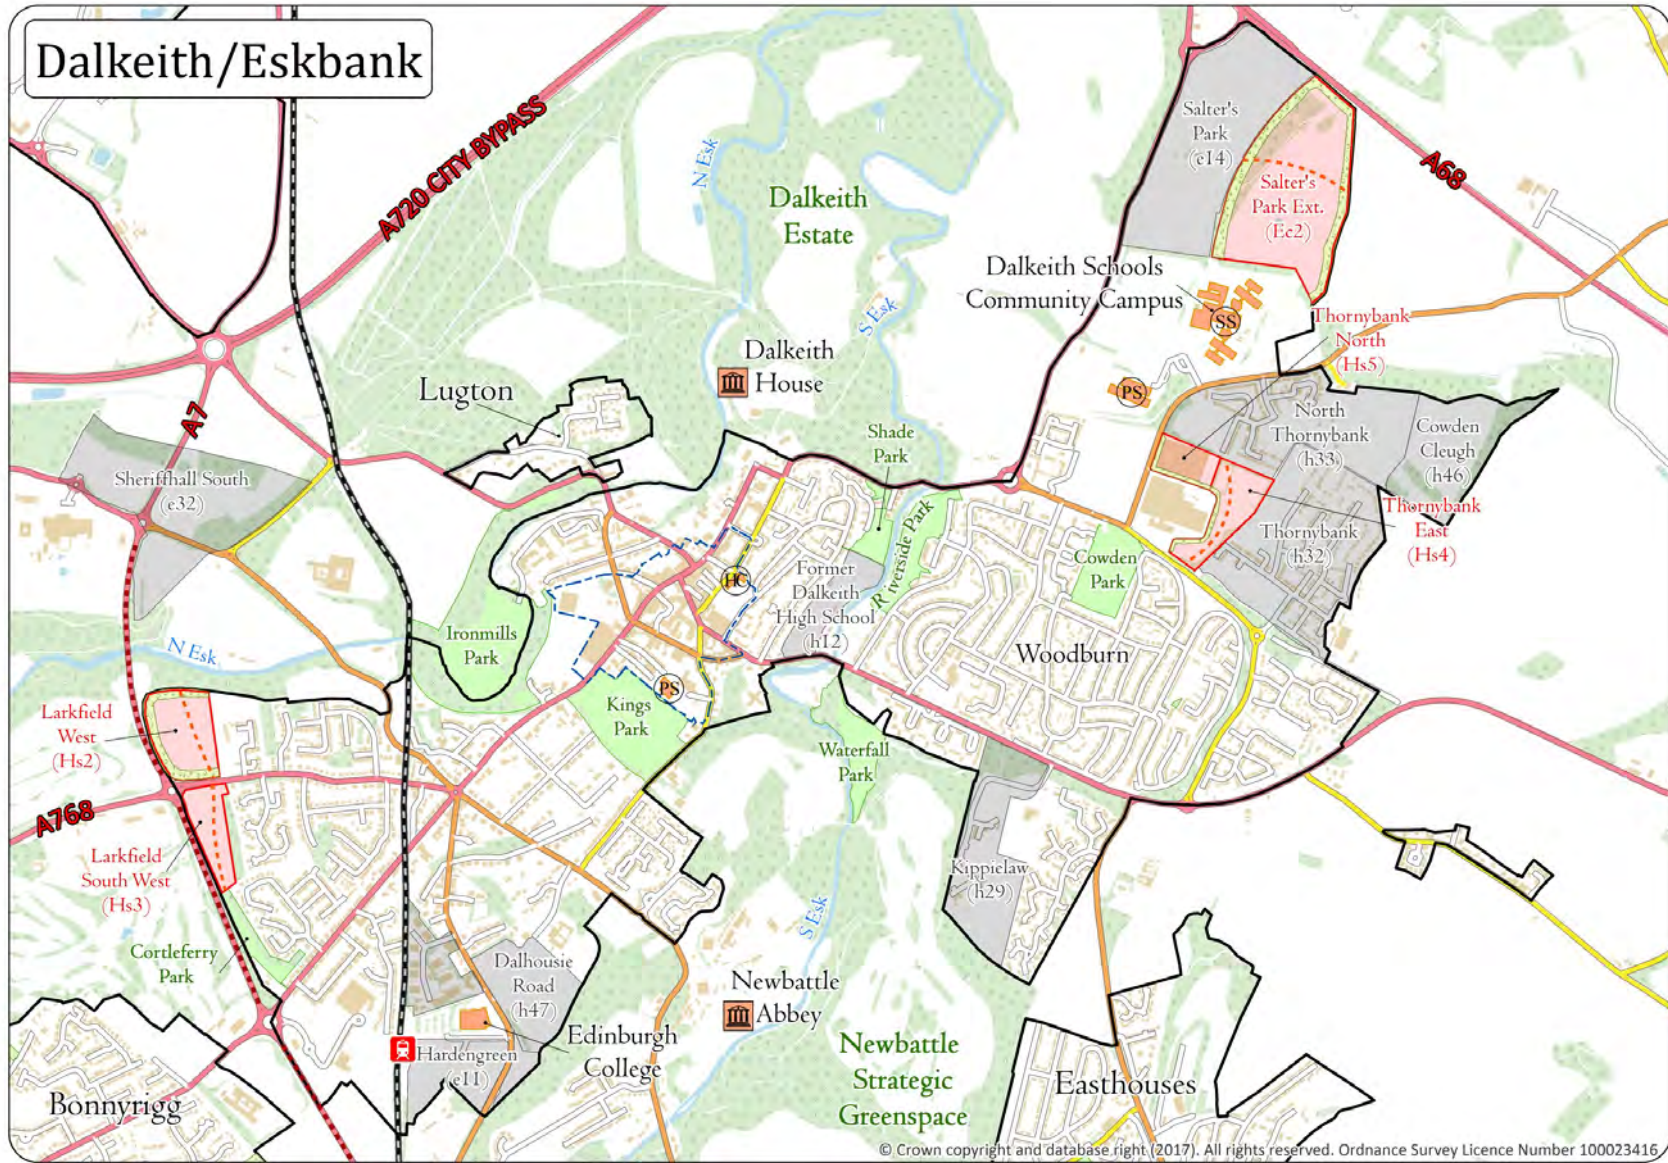 Dalkeith/Eskbank
A720 CITY BYPASS
N Esk
Dalkeith
Estate
Salter's
Park
(e14)
A68
Salter's
Park Ext.
(Ec2)
Dalkeith Schools
Community Campus
SS
S Esk
Thornybank
North
(Hs5)
Dalkeith
House
PS
Lugton
A7
Shade
Park
North
Thornybank
(h33)
Cowden
Cleugh
(h46)
Sheriffhall South
(e32)
Thornybank
East
(Hs4)
Thornybank
(h32)
Riverside Park
Cowden
Park
HC
Former
Dalkeith
High School
(h12)
Ironmills
Park
N Esk
Woodburn
PS
Kings
Park
Larkfield
West
(Hs2)
Waterfall
Park
A768
Larkfield
South West
(Hs3)
Kippielaw
(h29)
S Esk
Cortleferry
Park
Dalhousie
Road
(h47)
Newbattle
Abbey
Edinburgh
College
Hardengreen
(e11)
Newbattle
Strategic
Greenspace
Easthouses
Bonnyrigg
© Crown copyright and database right (2017). All rights reserved. Ordnance Survey Licence Number 100023416